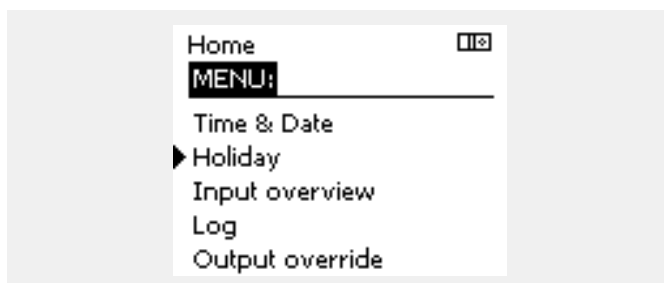 Home
MENU:
Time & Date
Holiday
Input overview
Log
Output override